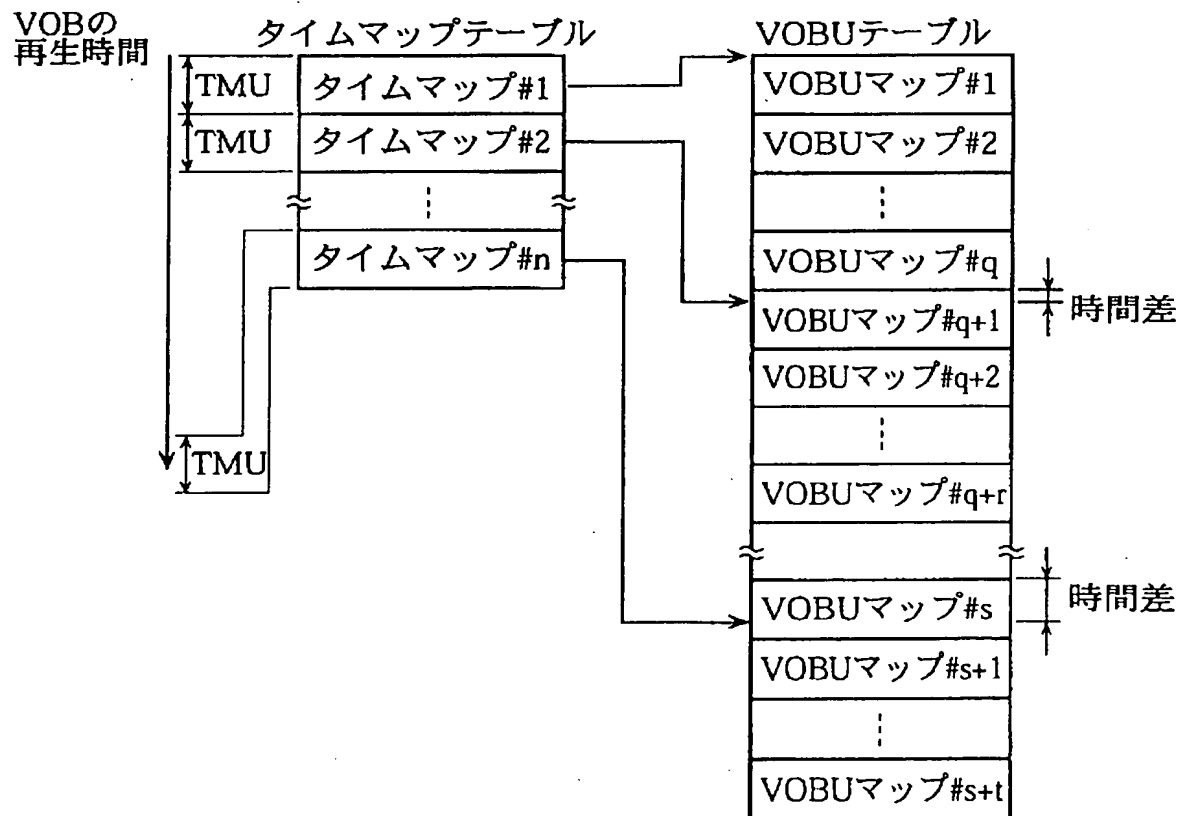 VOBの
再生時間
タイムマップテーブル
TMU
タイムマップ#1
TMU
タイムマップ#2
タイムマップ#n
TMU
VOBUテーブル
VOBUマップ#1
VOBUマップ#2
VOBUマップ#q
時間差
VOBUマップ#q+1
VOBUマップ#q+2
VOBUマップ#q+r
VOBUマップ#s
時間差
VOBUマップ#s+1
VOBUマップ#s+t